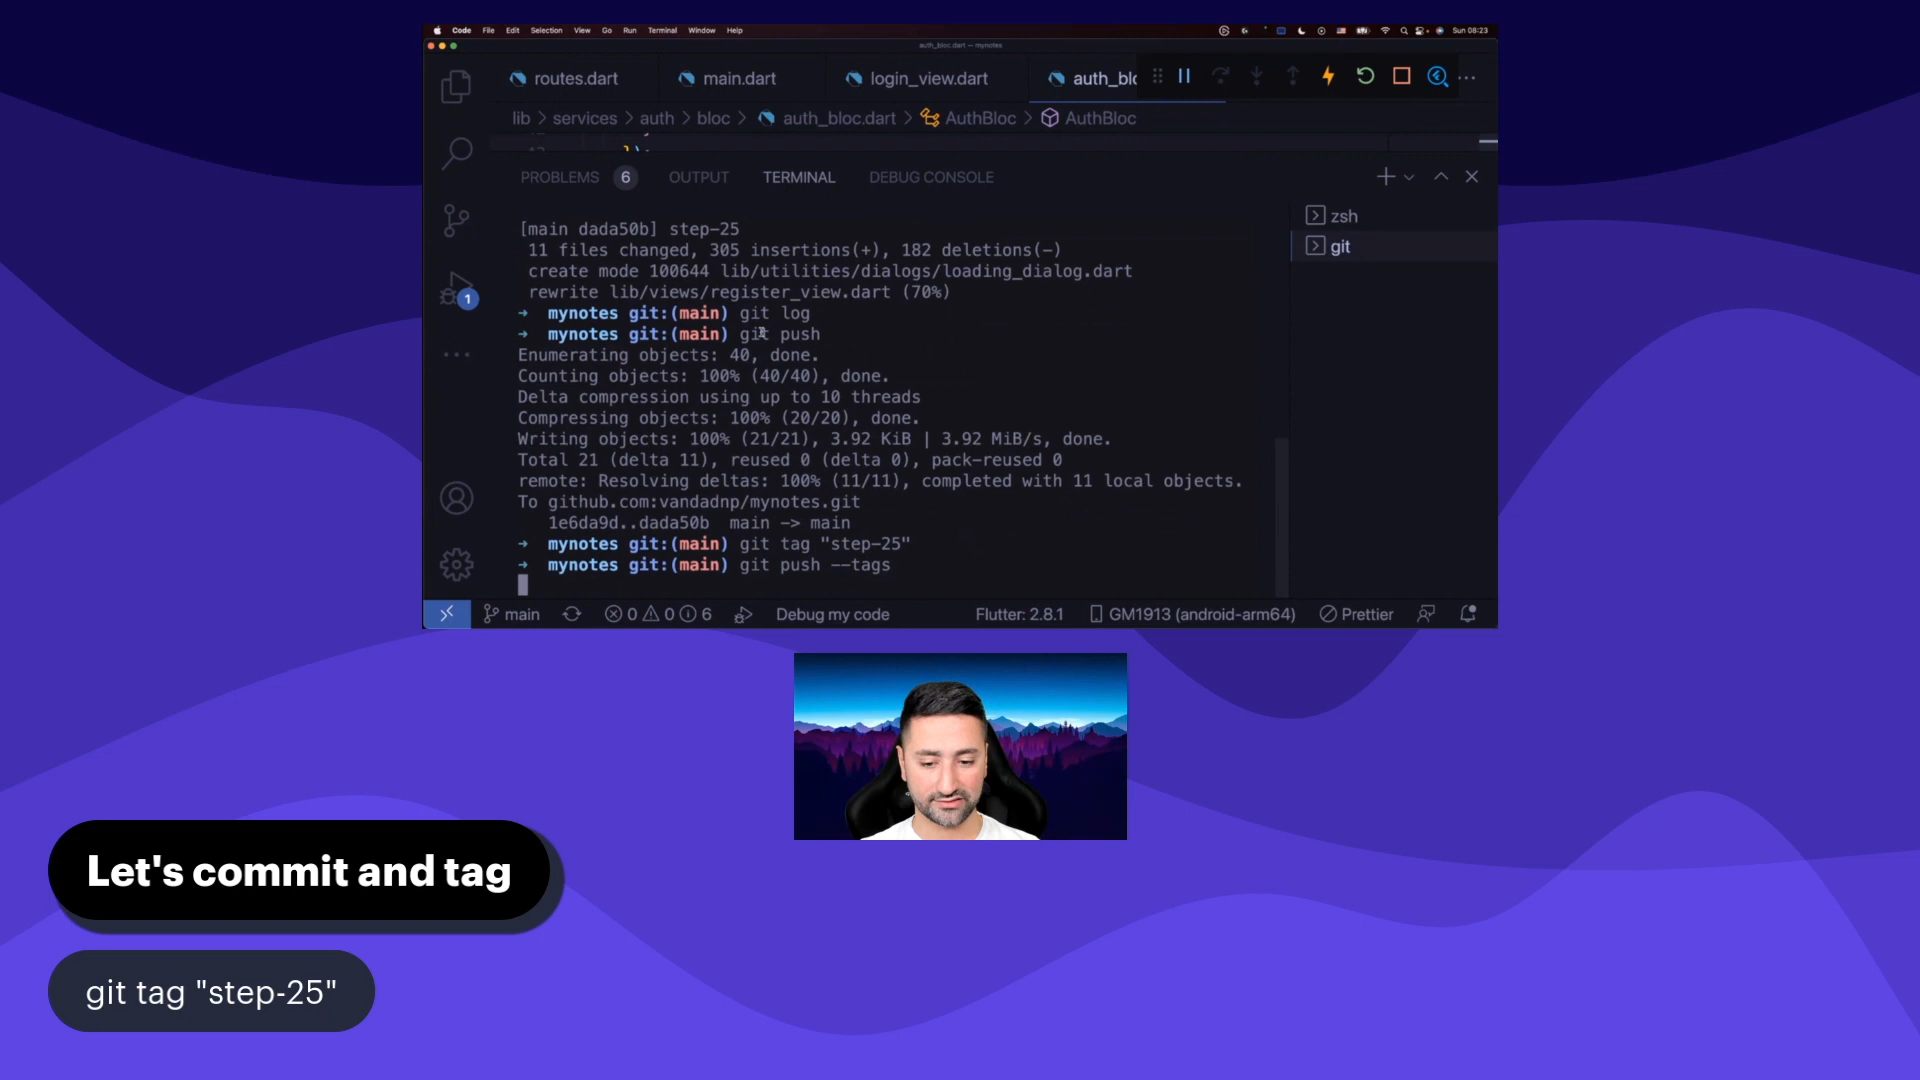 Code File Edit Selection View Go Run Terminal Window Help Sun 08:23
auth_bloc.dart — mynotes
routes.dart main.dart login_view.dart auth_blo
lib > services > auth > bloc > auth_bloc.dart > AuthBloc > AuthBloc
PROBLEMS 6 OUTPUT TERMINAL DEBUG CONSOLE
zsh
git
1
[main dada50b] step-25
11 files changed, 305 insertions(+), 182 deletions(-)
create mode 100644 lib/utilities/dialogs/loading_dialog.dart
rewrite lib/views/register_view.dart (70%)
→ mynotes git:(main) git log
→ mynotes git:(main) git push
Enumerating objects: 40, done.
Counting objects: 100% (40/40), done.
Delta compression using up to 10 threads
Compressing objects: 100% (20/20), done.
Writing objects: 100% (21/21), 3.92 KiB | 3.92 MiB/s, done.
Total 21 (delta 11), reused 0 (delta 0), pack-reused 0
remote: Resolving deltas: 100% (11/11), completed with 11 local objects.
To github.com:vandadnp/mynotes.git
1e6da9d..dada50b main -> main
→ mynotes git:(main) git tag "step-25"
→ mynotes git:(main) git push --tags
main 0 0 6 Debug my code Flutter: 2.8.1 GM1913 (android-arm64) Prettier
Let's commit and tag
git tag "step-25"